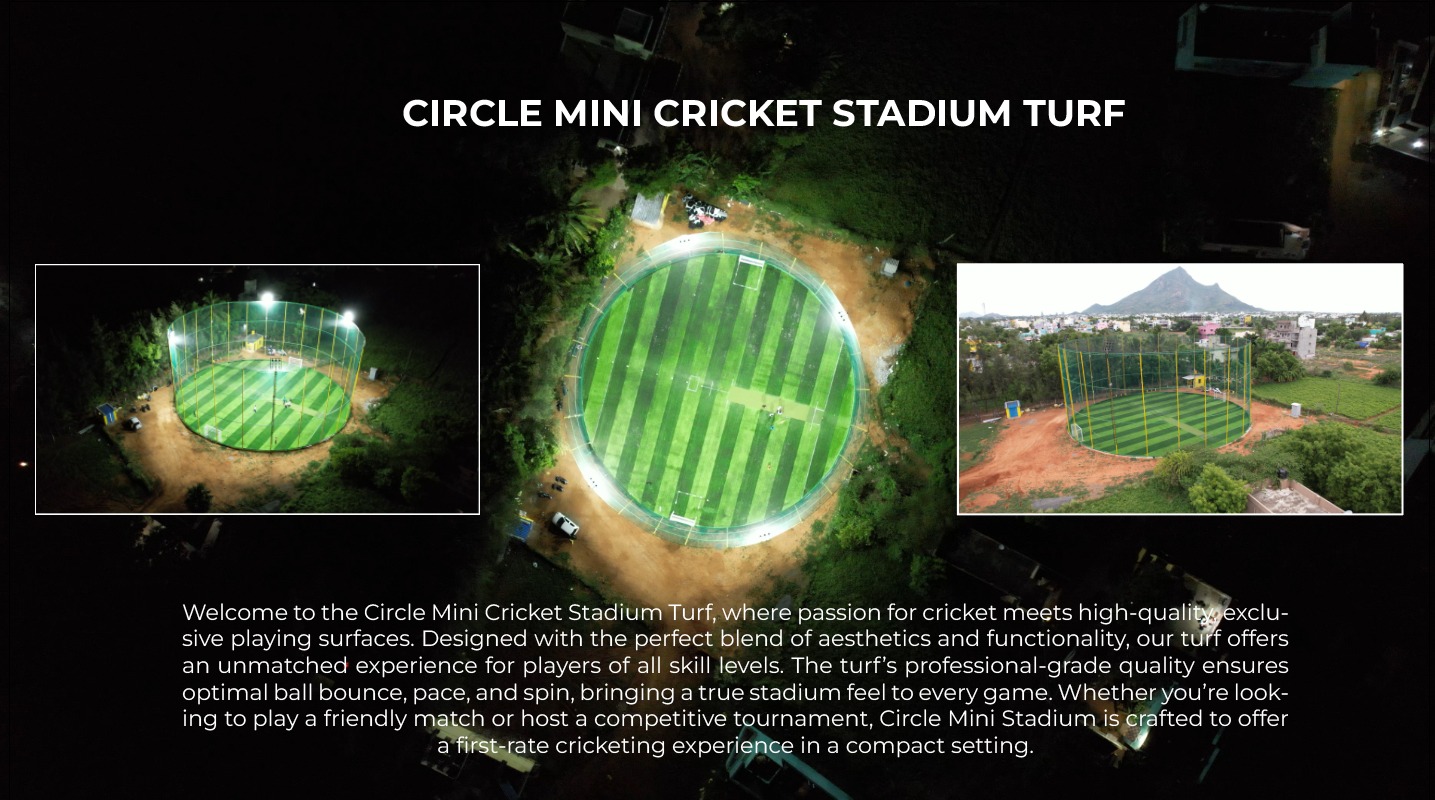 CIRCLE MINI CRICKET STADIUM TURF
Welcome to the Circle Mini Cricket Stadium Turf, where passion for cricket meets high-quality, exclu-
sive playing surfaces. Designed with the perfect blend of aesthetics and functionality, our turf offers
an unmatched experience for players of all skill levels. The turf’s professional-grade quality ensures
optimal ball bounce, pace, and spin, bringing a true stadium feel to every game. Whether you’re look-
ing to play a friendly match or host a competitive tournament, Circle Mini Stadium is crafted to offer
a first-rate cricketing experience in a compact setting.